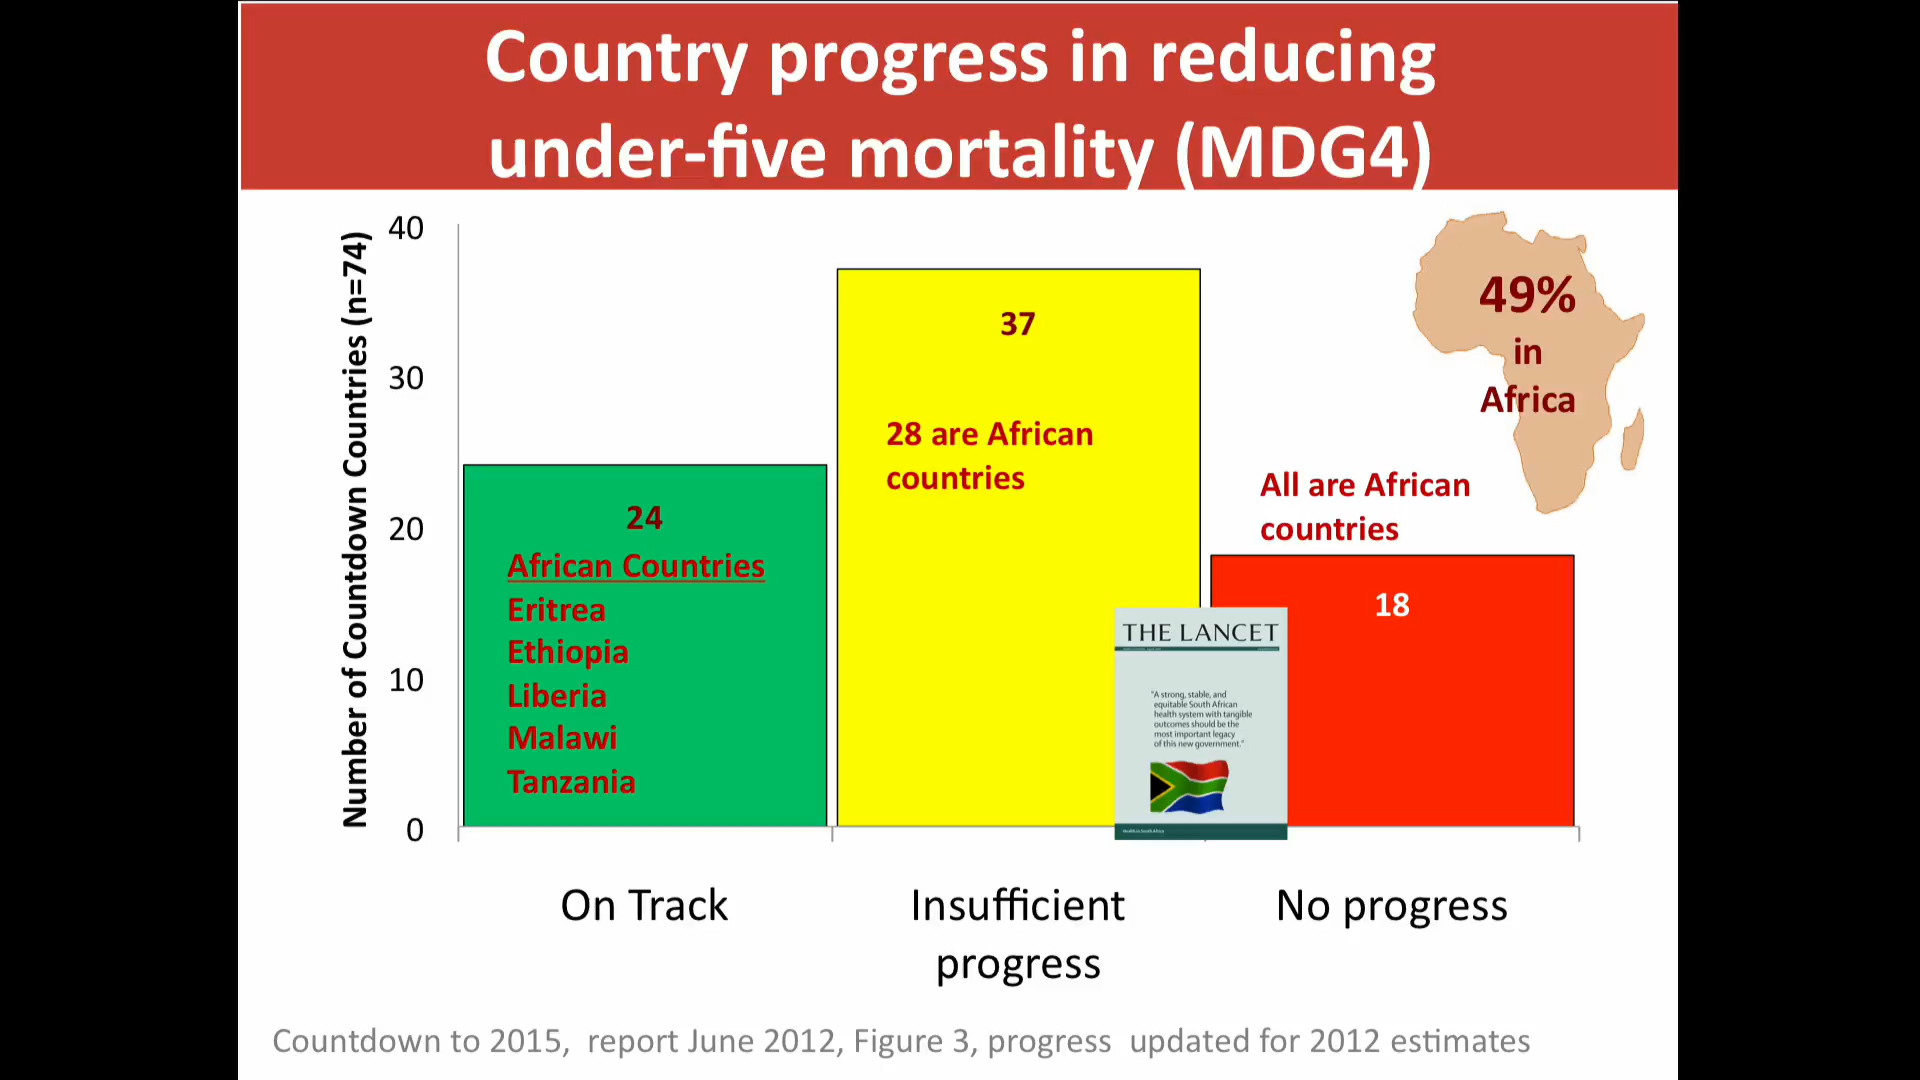 Country progress in reducing
under-five mortality (MDG4)
Number of Countdown Countries (n=74)
40
30
20
10
0
24
African Countries
Eritrea
Ethiopia
Liberia
Malawi
Tanzania
37
28 are African
countries
All are African
countries
18
49%
in
Africa
THE LANCET
"A strong, stable, and
equitable South African
health system with tangible
outcomes should be the
most important legacy
of this new government."
On Track
Insufficient
progress
No progress
Countdown to 2015, report June 2012, Figure 3, progress updated for 2012 estimates